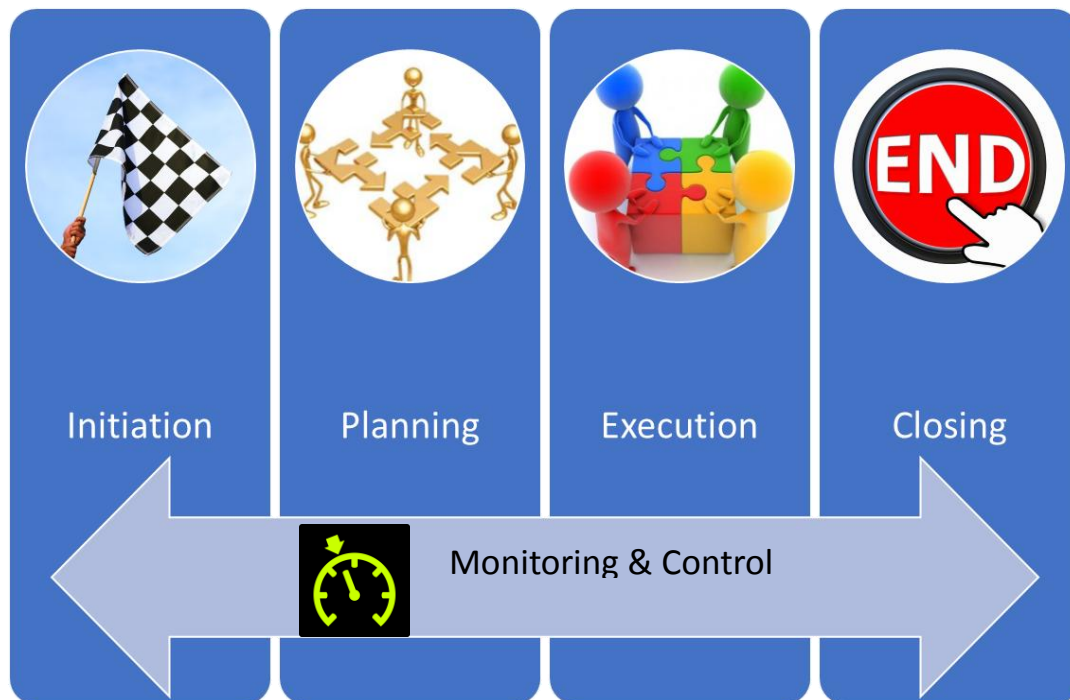 END
Initiation
Planning
Execution
Closing
Monitoring & Control